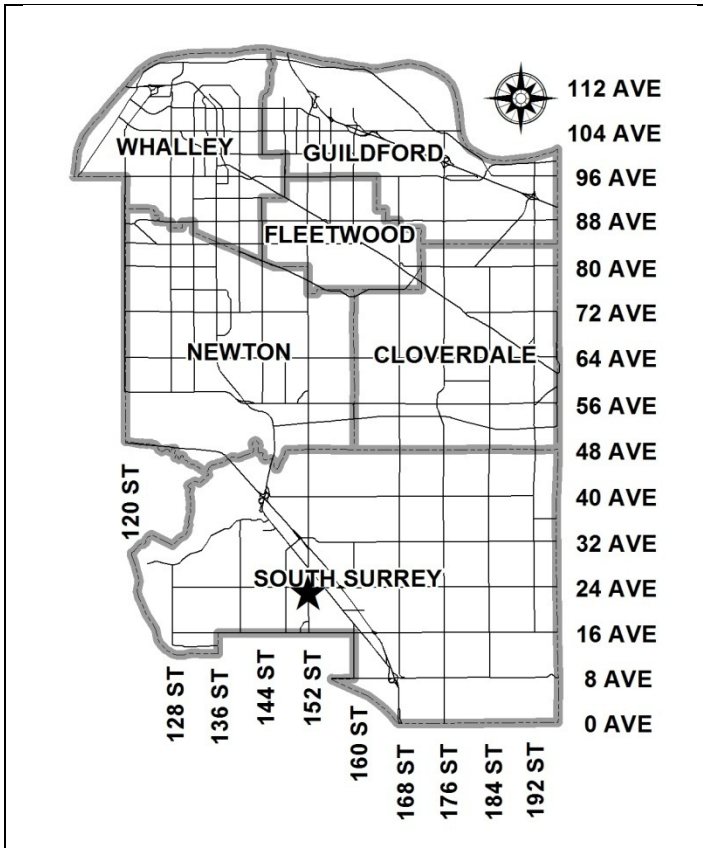 112 AVE
104 AVE
WHALLEY
GUILDFORD
96 AVE
88 AVE
FLEETWOOD
80 AVE
72 AVE
NEWTON
CLOVERDALE
64 AVE
56 AVE
48 AVE
120 ST
40 AVE
32 AVE
SOUTH SURREY
24 AVE
16 AVE
8 AVE
0 AVE
128 ST
136 ST
144 ST
152 ST
160 ST
168 ST
176 ST
184 ST
192 ST